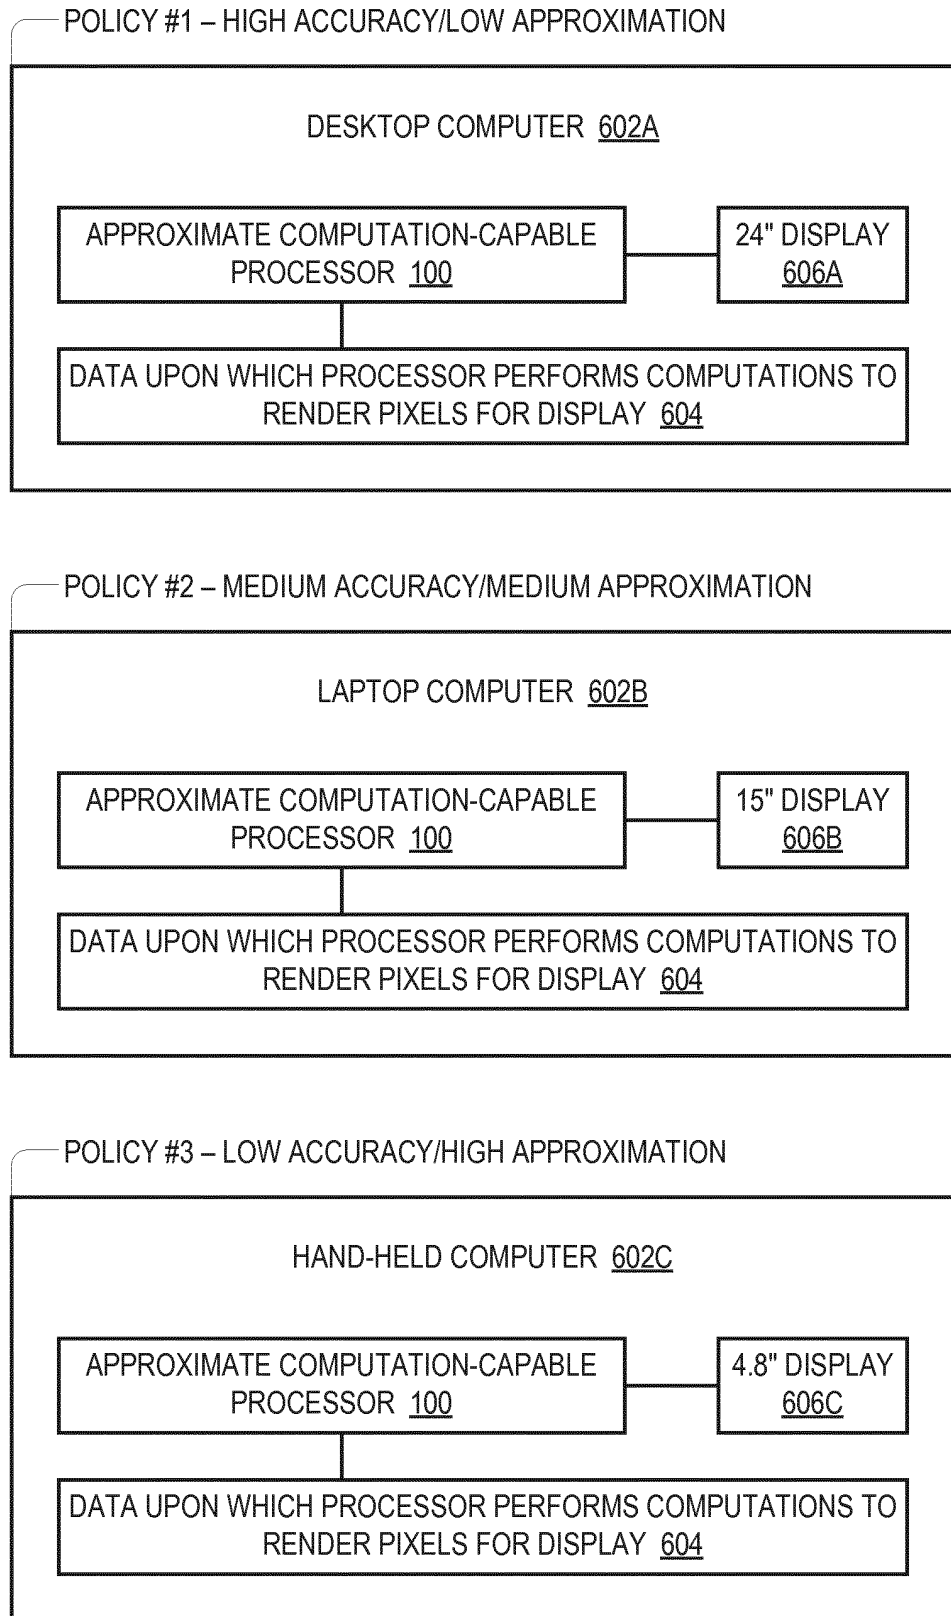 POLICY #1 – HIGH ACCURACY/LOW APPROXIMATION
DESKTOP COMPUTER 602A
APPROXIMATE COMPUTATION-CAPABLE
PROCESSOR 100
24" DISPLAY
606A
DATA UPON WHICH PROCESSOR PERFORMS COMPUTATIONS TO
RENDER PIXELS FOR DISPLAY 604
POLICY #2 – MEDIUM ACCURACY/MEDIUM APPROXIMATION
LAPTOP COMPUTER 602B
APPROXIMATE COMPUTATION-CAPABLE
PROCESSOR 100
15" DISPLAY
606B
DATA UPON WHICH PROCESSOR PERFORMS COMPUTATIONS TO
RENDER PIXELS FOR DISPLAY 604
POLICY #3 – LOW ACCURACY/HIGH APPROXIMATION
HAND-HELD COMPUTER 602C
APPROXIMATE COMPUTATION-CAPABLE
PROCESSOR 100
4.8" DISPLAY
606C
DATA UPON WHICH PROCESSOR PERFORMS COMPUTATIONS TO
RENDER PIXELS FOR DISPLAY 604